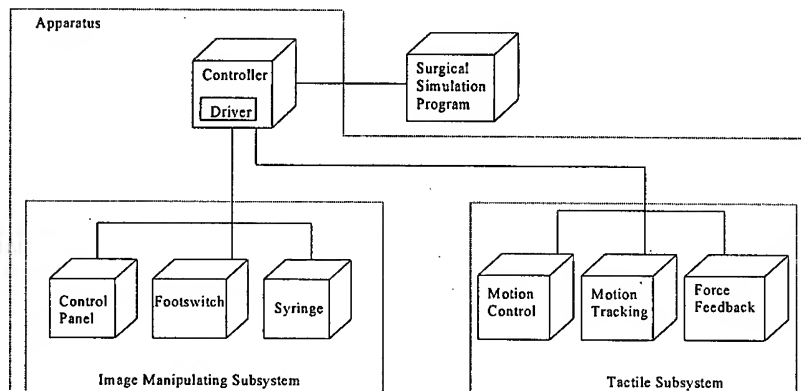 Apparatus
Controller
Driver
Surgical
Simulation
Program
Control
Panel
Footswitch
Syringe
Motion
Control
Motion
Tracking
Force
Feedback
Image Manipulating Subsystem
Tactile Subsystem